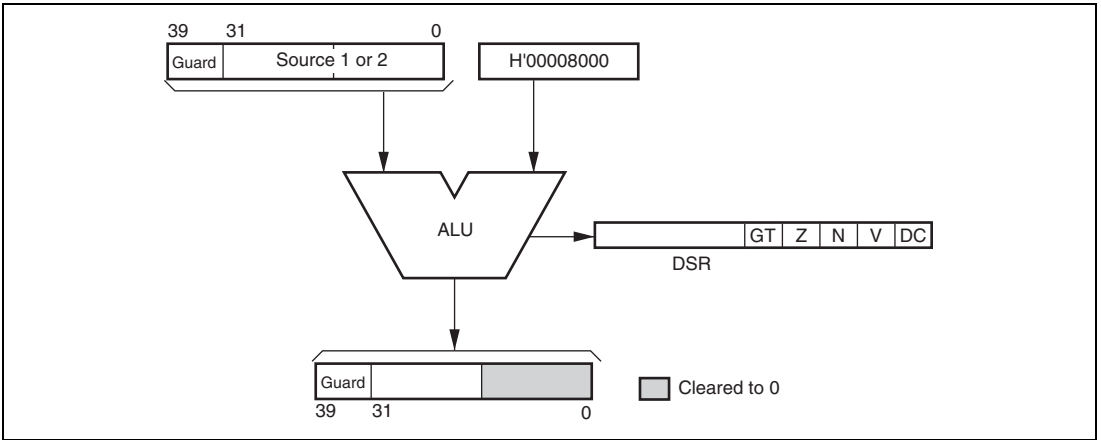 39 31 0
Guard Source 1 or 2
H'00008000
ALU
GT Z N V DC
DSR
Guard
39 31 0
Cleared to 0